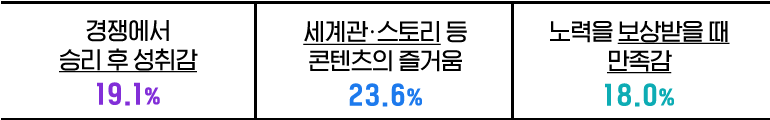 경쟁에서
승리 후 성취감
19.1%
세계관·스토리 등
콘텐츠의 즐거움
23.6%
노력을 보상받을 때
만족감
18.0%